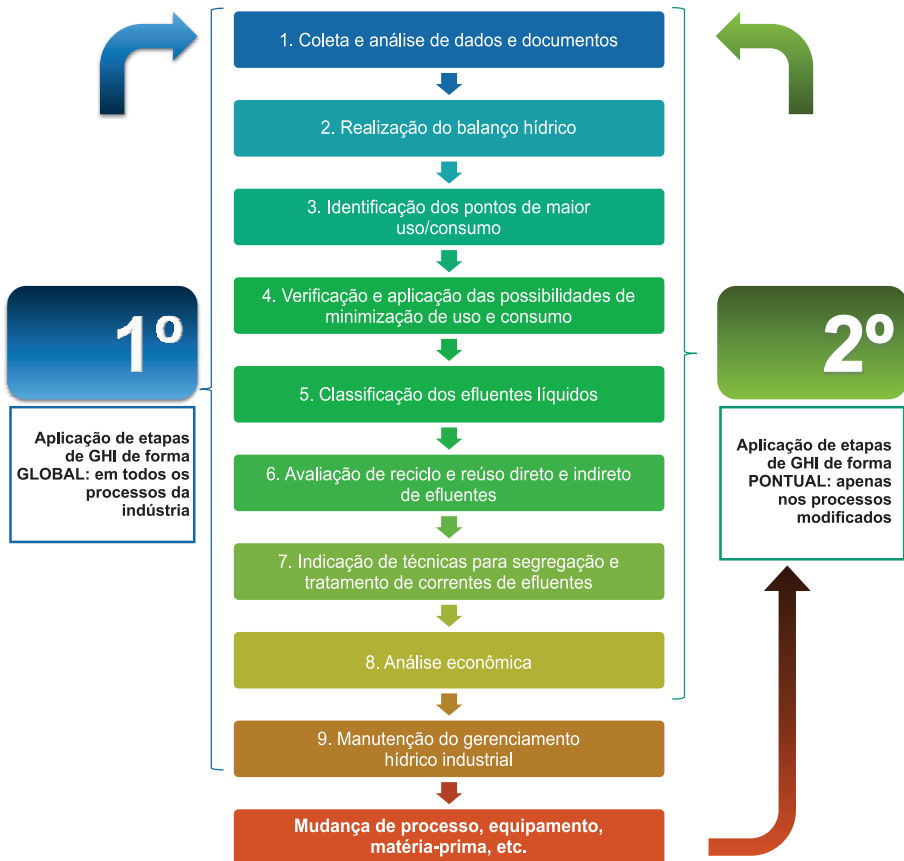 1. Coleta e análise de dados e documentos
2. Realização do balanço hídrico
3. Identificação dos pontos de maior
uso/consumo
4. Verificação e aplicação das possibilidades de
minimização de uso e consumo
5. Classificação dos efluentes líquidos
6. Avaliação de reciclo e reúso direto e indireto
de efluentes
7. Indicação de técnicas para segregação e
tratamento de correntes de efluentes
8. Análise econômica
9. Manutenção do gerenciamento
hídrico industrial
Mudança de processo, equipamento,
matéria-prima, etc.
1º
Aplicação de etapas
de GHI de forma
GLOBAL: em todos os
processos da
indústria
2º
Aplicação de etapas
de GHI de forma
PONTUAL: apenas
nos processos
modificados